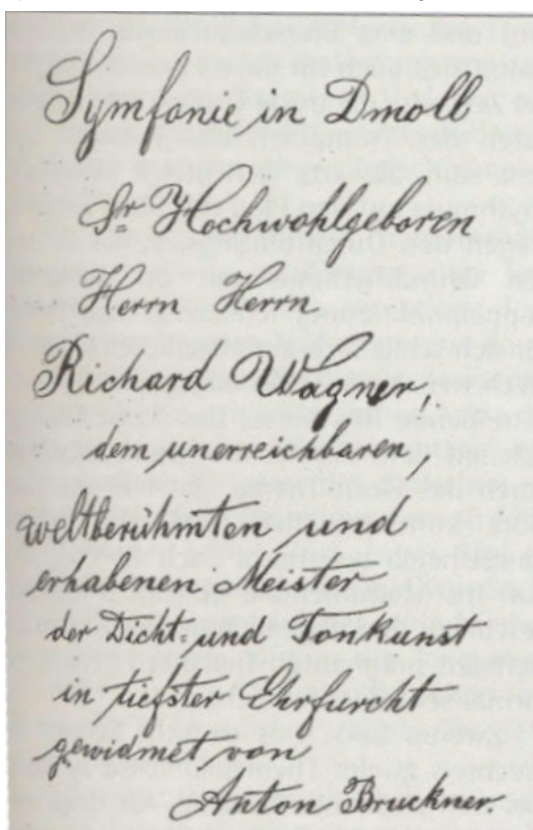 Symfonie in Dmoll
Sr Hochwohlgeboren
Herrn Herrn
Richard Wagner,
dem unerreichbaren,
weltberühmten und
erhabenen Meister
der Dicht- und Tonkunst
in tiefster Ehrfurcht
gewidmet von
Anton Bruckner.